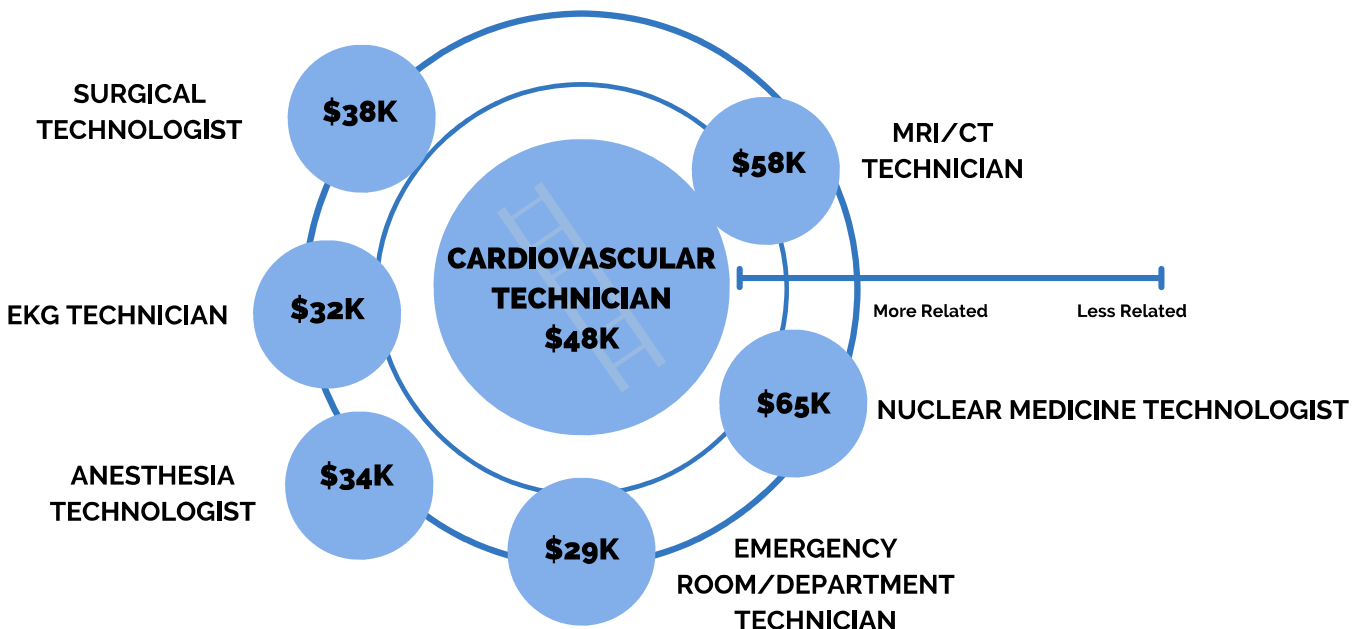 SURGICAL
TECHNOLOGIST
$38K
$58K
MRI/CT
TECHNICIAN
CARDIOVASCULAR
TECHNICIAN
$48K
More Related
Less Related
EKG TECHNICIAN
$32K
$65K
NUCLEAR MEDICINE TECHNOLOGIST
ANESTHESIA
TECHNOLOGIST
$34K
$29K
EMERGENCY
ROOM/DEPARTMENT
TECHNICIAN